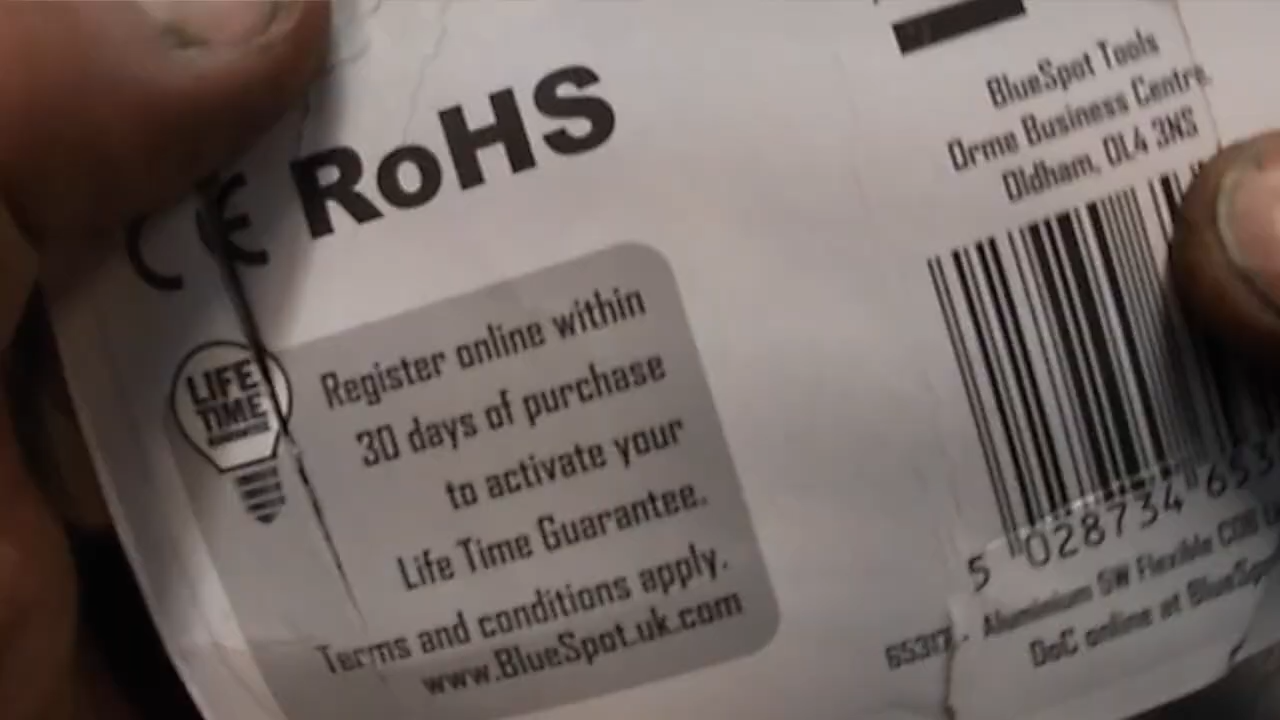 CE RoHS
LIFE
TIME
Register online within
30 days of purchase
to activate your
Life Time Guarantee.
Terms and conditions apply.
www.BlueSpot.uk.com
BlueSpot Tools
Orme Business Centre,
Oldham, OL4 3NS
5 028734 653
Aluminium 5W Flexible COB
DoC online at BlueSpot